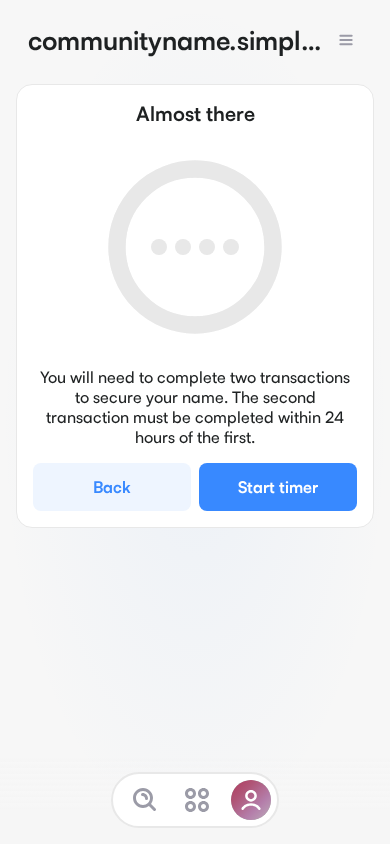 communityname.simpl...
Almost there
You will need to complete two transactions
to secure your name. The second
transaction must be completed within 24
hours of the first.
Back
Start timer